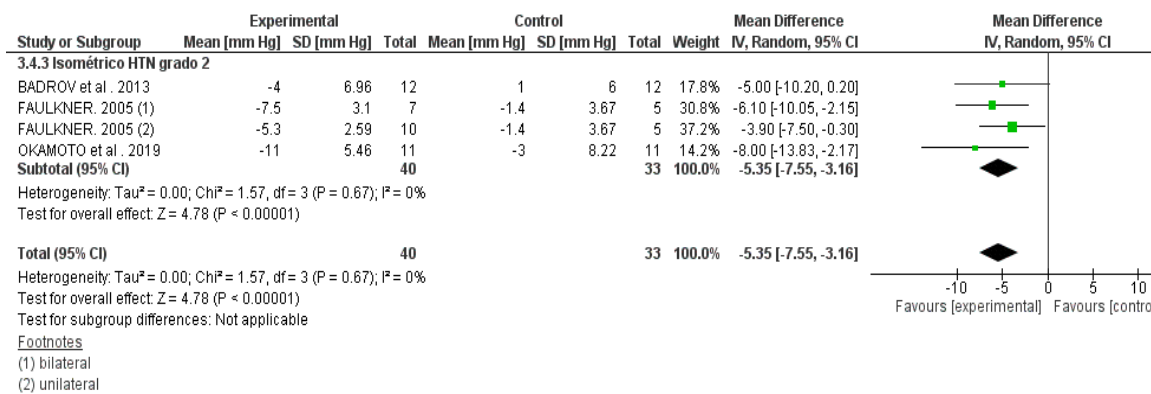 Experimental Control Mean Difference Mean Difference
Study or Subgroup Mean [mm Hg] SD [mm Hg] Total Mean [mm Hg] SD [mm Hg] Total Weight IV, Random, 95% CI IV, Random, 95% CI
3.4.3 Isométrico HTN grado 2
BADROV et al . 2013 -4 6.96 12 1 6 12 17.8% -5.00 [-10.20, 0.20]
FAULKNER. 2005 (1) -7.5 3.1 7 -1.4 3.67 5 30.8% -6.10 [-10.05, -2.15]
FAULKNER. 2005 (2) -5.3 2.59 10 -1.4 3.67 5 37.2% -3.90 [-7.50, -0.30]
OKAMOTO et al . 2019 -11 5.46 11 -3 8.22 11 14.2% -8.00 [-13.83, -2.17]
Subtotal (95% CI) 40 33 100.0% -5.35 [-7.55, -3.16]
Heterogeneity: Tau² = 0.00; Chi² = 1.57, df = 3 (P = 0.67); I² = 0%
Test for overall effect: Z = 4.78 (P < 0.00001)
Total (95% CI) 40 33 100.0% -5.35 [-7.55, -3.16]
Heterogeneity: Tau² = 0.00; Chi² = 1.57, df = 3 (P = 0.67); I² = 0%
Test for overall effect: Z = 4.78 (P < 0.00001)
Test for subgroup differences: Not applicable
-10 -5 0 5 10
Favours [experimental] Favours [contro
Footnotes
(1) bilateral
(2) unilateral